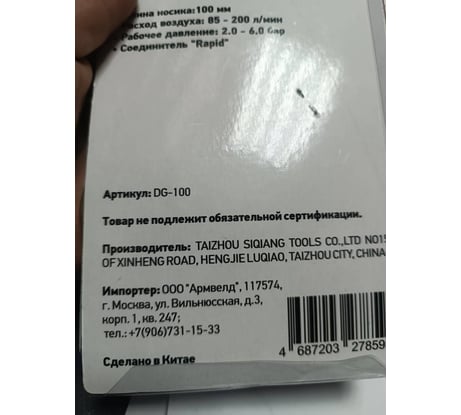 носика: 100 мм
расход воздуха: 85 – 200 л/мин
• Рабочее давление: 2.0 – 6.0 бар
• Соединитель "Rapid"
Артикул: DG-100
Товар не подлежит обязательной сертификации.
Производитель: TAIZHOU SIQIANG TOOLS CO.,LTD NO15
OF XINHENG ROAD, HENGJIE LUQIAO, TAIZHOU CITY, CHINA
Импортер: ООО "Армвелд", 117574,
г. Москва, ул. Вильнюсская, д.3,
корп. 1, кв. 247;
тел.: +7(906)731-15-33
Сделано в Китае
4 687203 27859